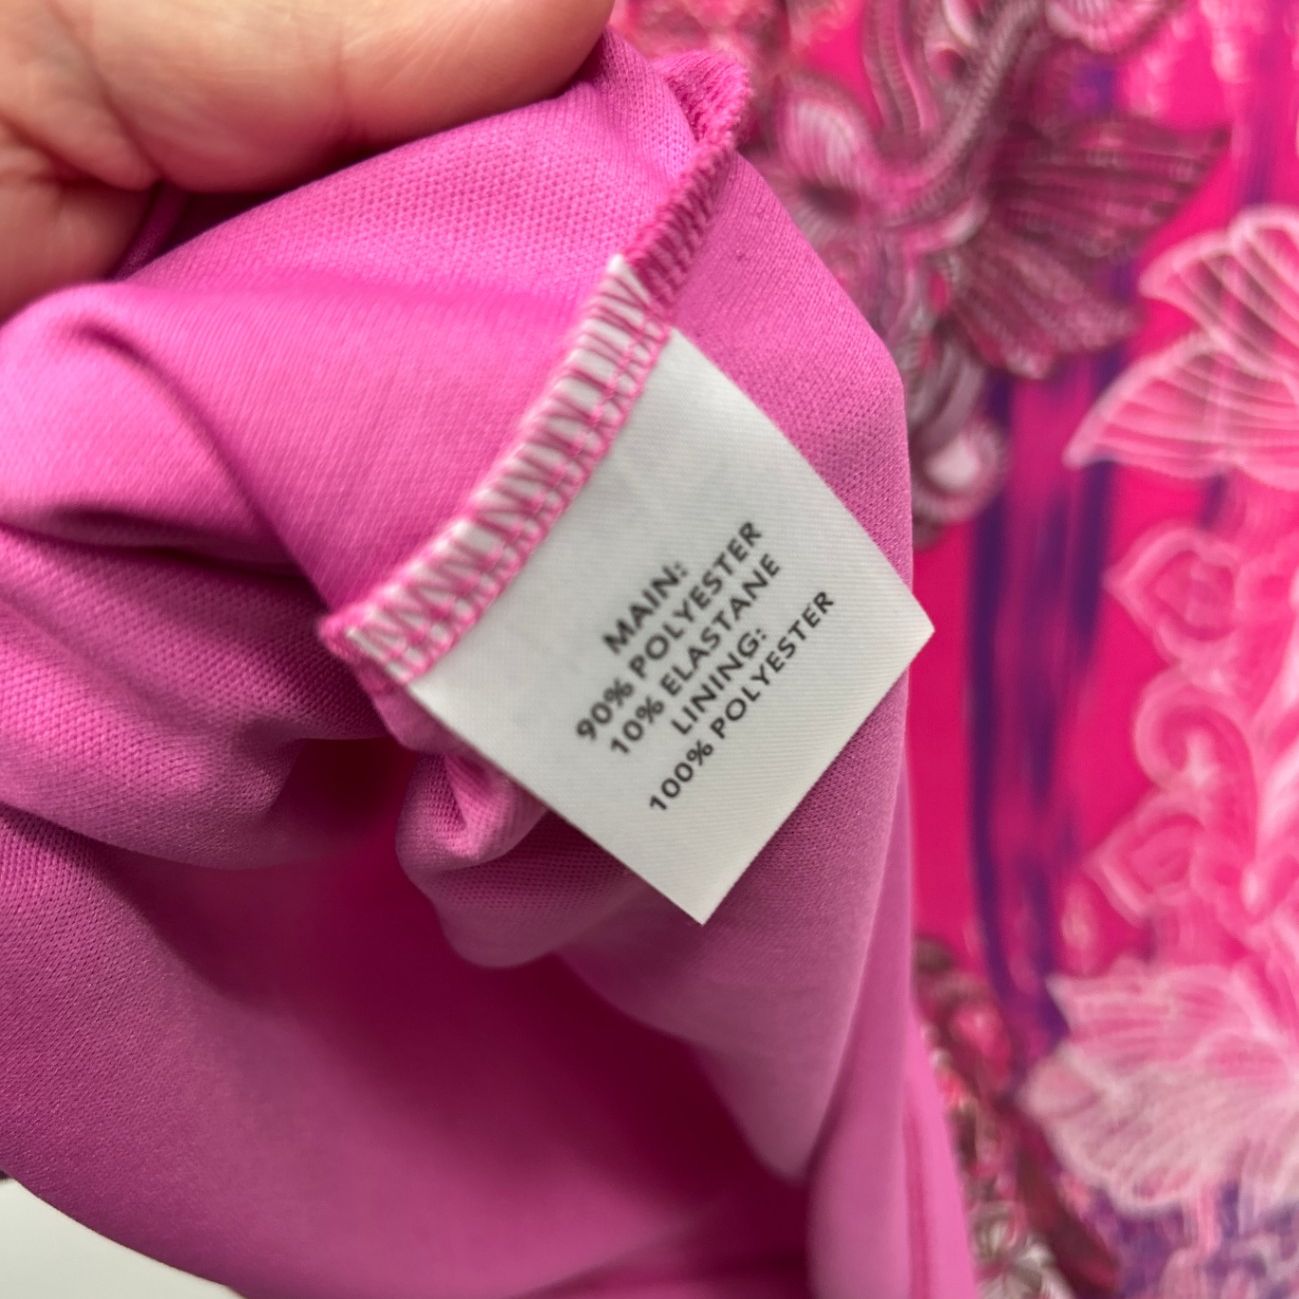 MAIN:
90% POLYESTER
10% ELASTANE
LINING:
100% POLYESTER